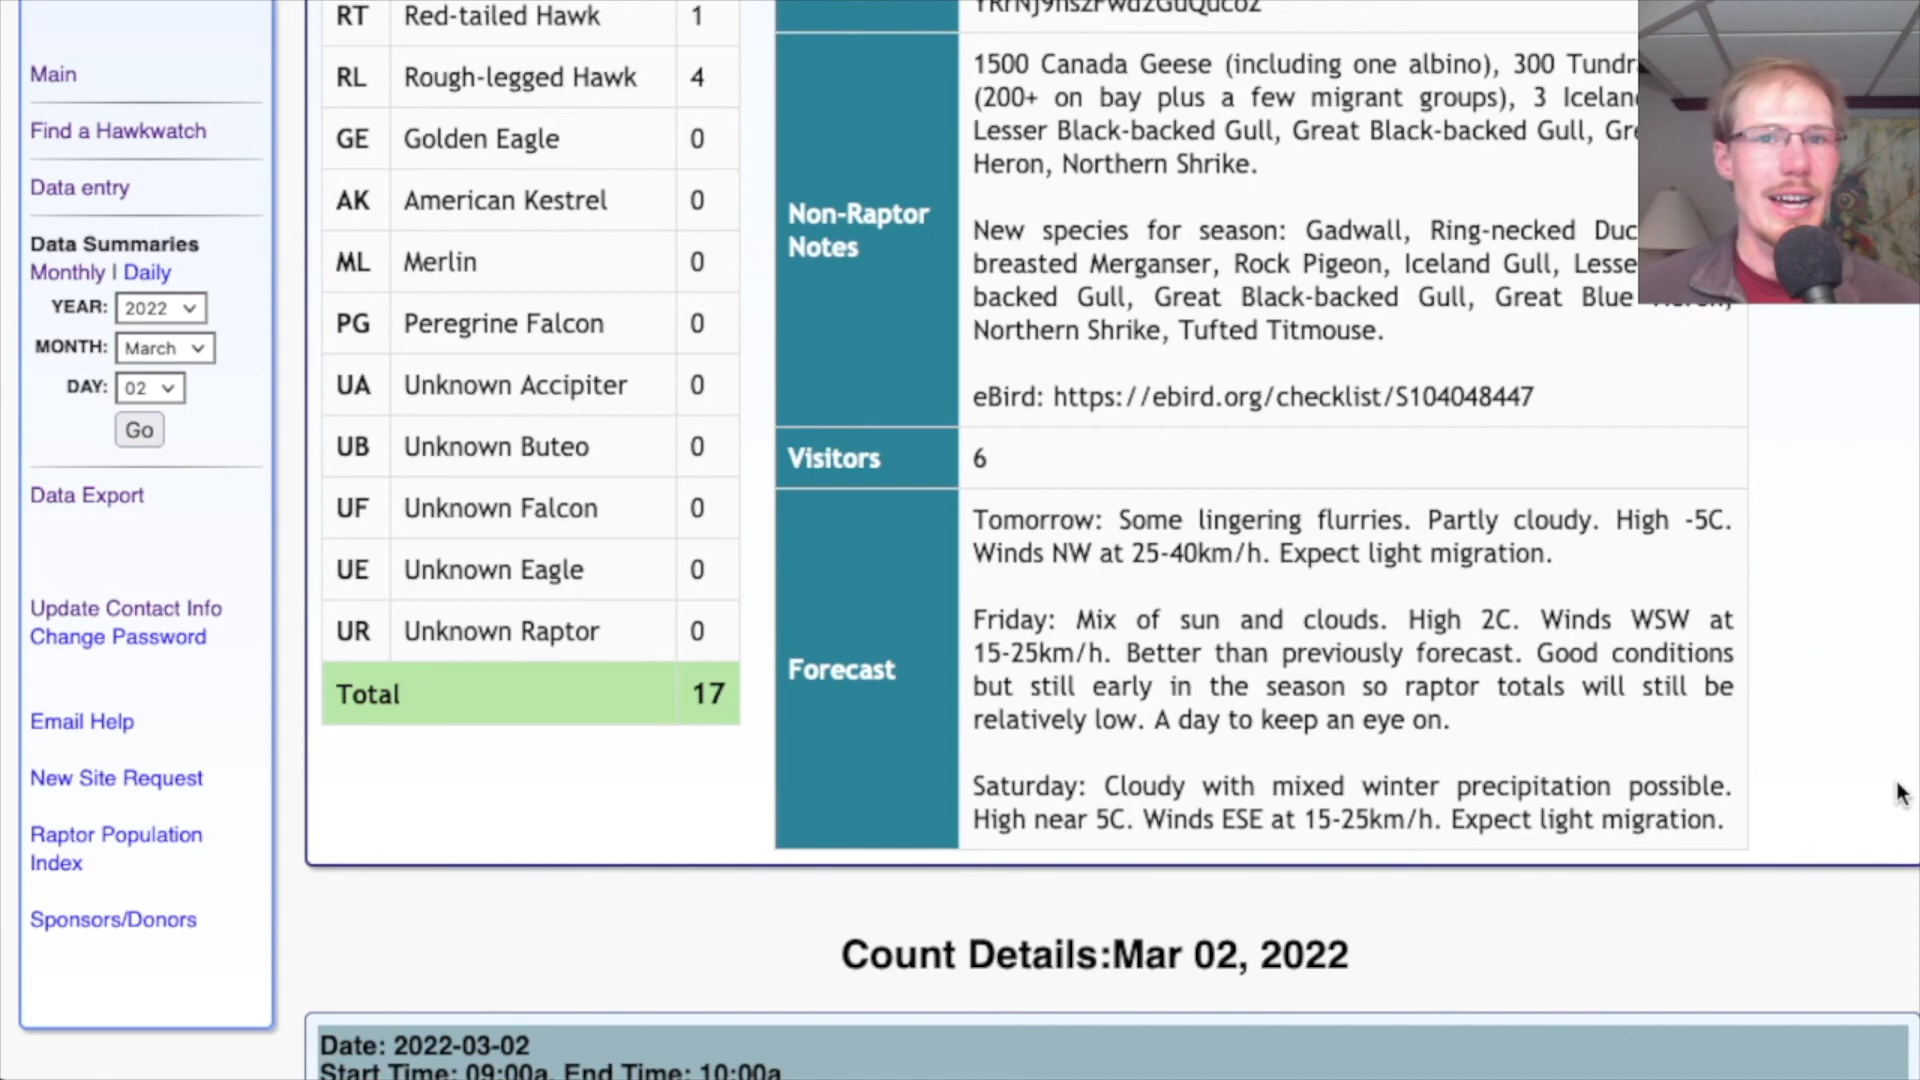 Main
Find a Hawkwatch
Data entry
Data Summaries
Monthly | Daily
YEAR: 2022
MONTH: March
DAY: 02
Go
Data Export
Update Contact Info
Change Password
Email Help
New Site Request
Raptor Population
Index
Sponsors/Donors
RT Red-tailed Hawk 1
RL Rough-legged Hawk 4
GE Golden Eagle 0
AK American Kestrel 0
ML Merlin 0
PG Peregrine Falcon 0
UA Unknown Accipiter 0
UB Unknown Buteo 0
UF Unknown Falcon 0
UE Unknown Eagle 0
UR Unknown Raptor 0
Total 17
Non-Raptor
Notes
1500 Canada Geese (including one albino), 300
(200+ on bay plus a few migrant groups), 3
Lesser Black-backed Gull, Great Black-backed Gull,
Heron, Northern Shrike.
New species for season: Gadwall, Ring-necked
breasted Merganser, Rock Pigeon, Iceland Gull,
backed Gull, Great Black-backed Gull, Great Blue
Northern Shrike, Tufted Titmouse.
eBird: https://ebird.org/checklist/S104048447
Visitors
6
Forecast
Tomorrow: Some lingering flurries. Partly cloudy. High -5C.
Winds NW at 25-40km/h. Expect light migration.
Friday: Mix of sun and clouds. High 2C. Winds WSW at
15-25km/h. Better than previously forecast. Good conditions
but still early in the season so raptor totals will still be
relatively low. A day to keep an eye on.
Saturday: Cloudy with mixed winter precipitation possible.
High near 5C. Winds ESE at 15-25km/h. Expect light migration.
Count Details:Mar 02, 2022
Date: 2022-03-02
Start Time: 09:00a, End Time: 10:00a